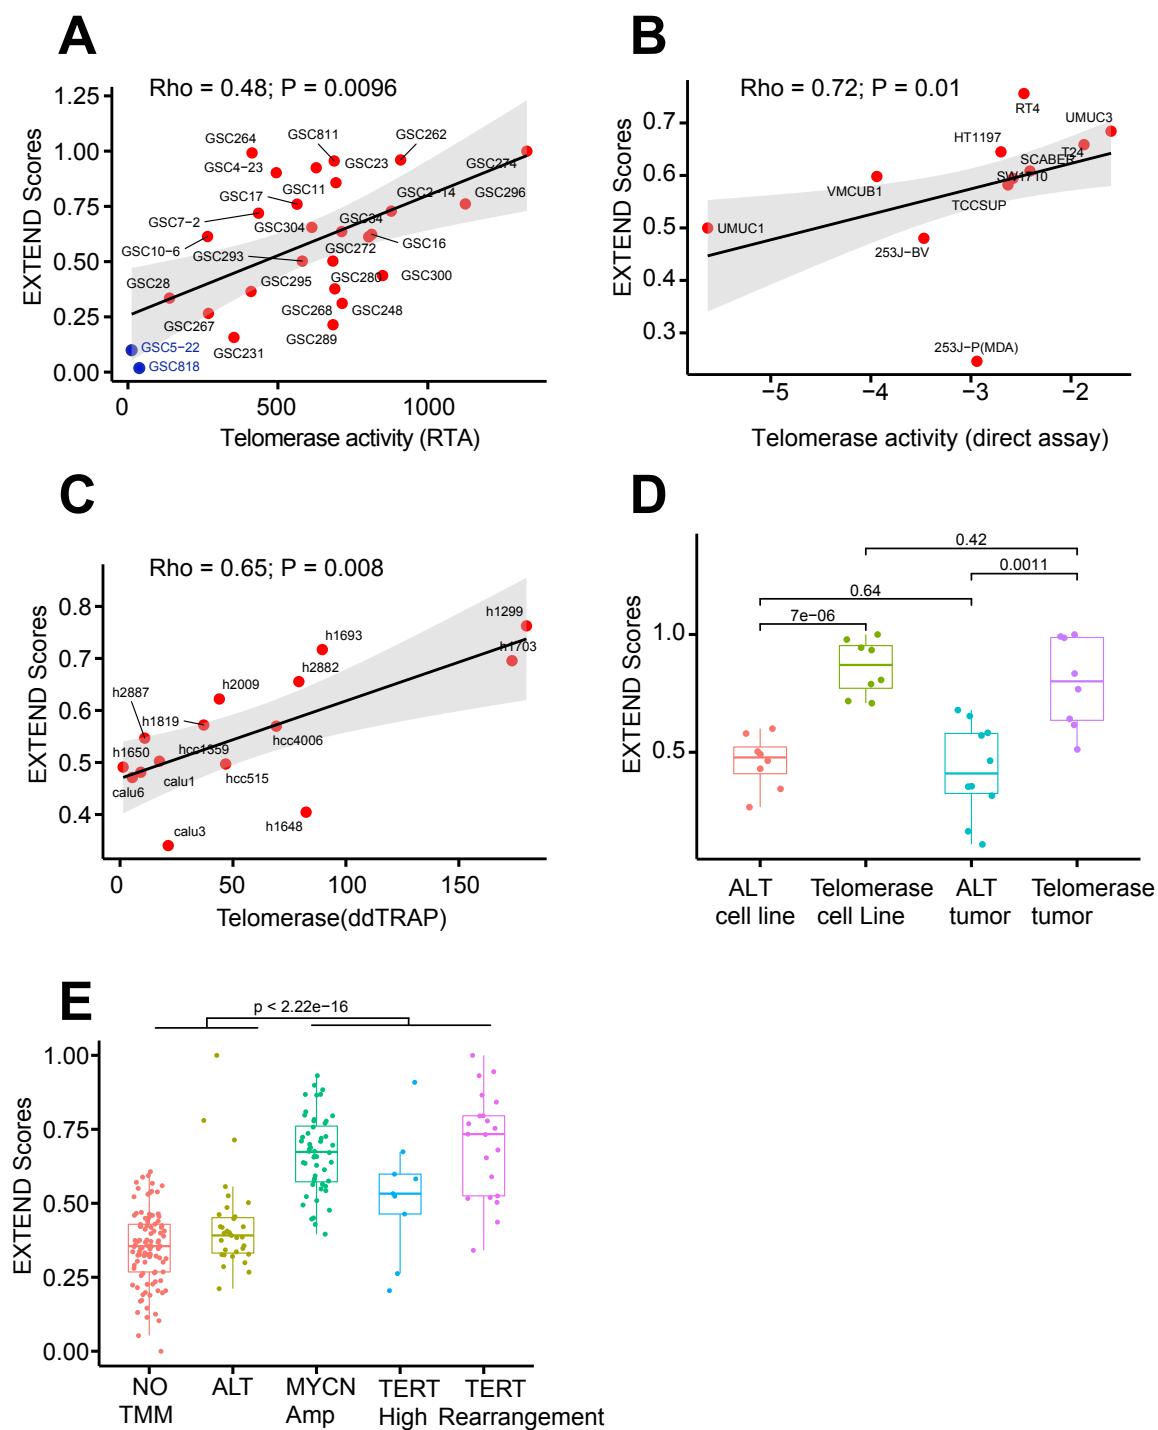 A
Rho = 0.48; P = 0.0096
EXTEND Scores
1.25
1.00
0.75
0.50
0.25
0.00
GSC264
GSC811
GSC262
GSC4−23
GSC23
GSC274
GSC17
GSC11
GSC2−14
GSC296
GSC7−2
GSC304
GSC34
GSC10−6
GSC293
GSC272
GSC16
GSC28
GSC295
GSC280
GSC300
GSC267
GSC268
GSC248
GSC231
GSC289
GSC5−22
GSC818
0
500
1000
Telomerase activity (RTA)
B
Rho = 0.72; P = 0.01
EXTEND Scores
0.7
0.6
0.5
0.4
0.3
RT4
UMUC3
HT1197
T24
SCABER
SW1710
VMCUB1
TCCSUP
UMUC1
253J−BV
253J−P(MDA)
−5
−4
−3
−2
Telomerase activity (direct assay)
C
Rho = 0.65; P = 0.008
EXTEND Scores
0.8
0.7
0.6
0.5
0.4
h1299
h1693
h1703
h2882
h2887
h2009
h1819
h1650
hcc1359
hcc4006
calu6
calu1
hcc515
calu3
h1648
0
50
100
150
Telomerase(ddTRAP)
D
EXTEND Scores
1.0
0.5
0.42
0.0011
0.64
7e−06
ALT
cell line
Telomerase
cell Line
ALT
tumor
Telomerase
tumor
E
p < 2.22e−16
EXTEND Scores
1.00
0.75
0.50
0.25
0.00
NO
TMM
ALT
MYCN
Amp
TERT
High
TERT
Rearrangement